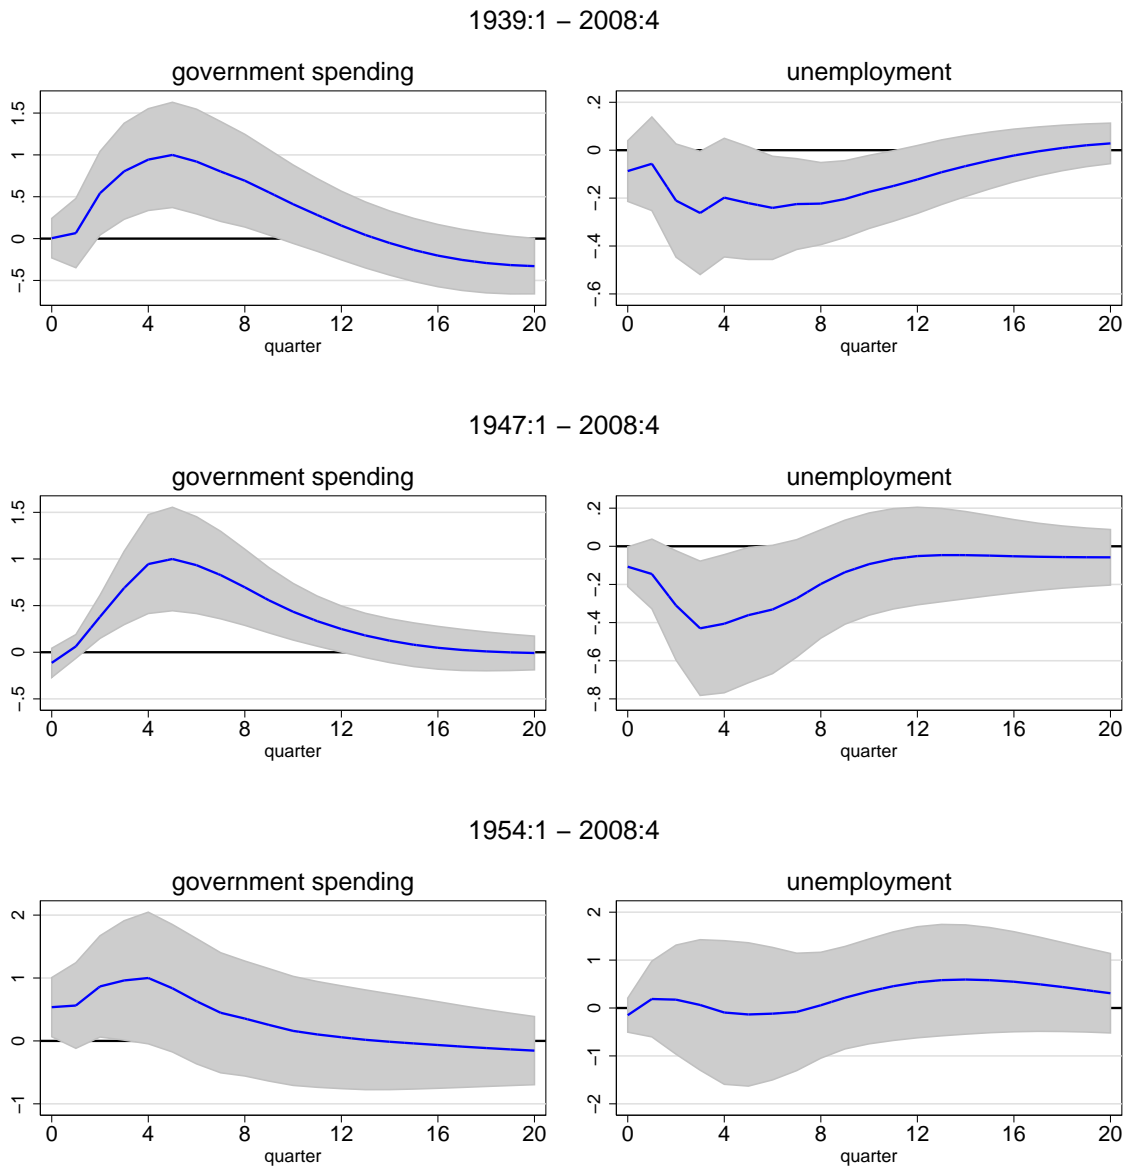 1939:1 – 2008:4
government spending
unemployment
1.5
1
.5
0
−.5
0 4 8 12 16 20
quarter
.2
0
−.2
−.4
−.6
0 4 8 12 16 20
quarter
1947:1 – 2008:4
government spending
unemployment
1.5
1
.5
0
−.5
0 4 8 12 16 20
quarter
.2
0
−.2
−.4
−.6
−.8
0 4 8 12 16 20
quarter
1954:1 – 2008:4
government spending
unemployment
2
1
0
−1
0 4 8 12 16 20
quarter
2
1
0
−1
−2
0 4 8 12 16 20
quarter